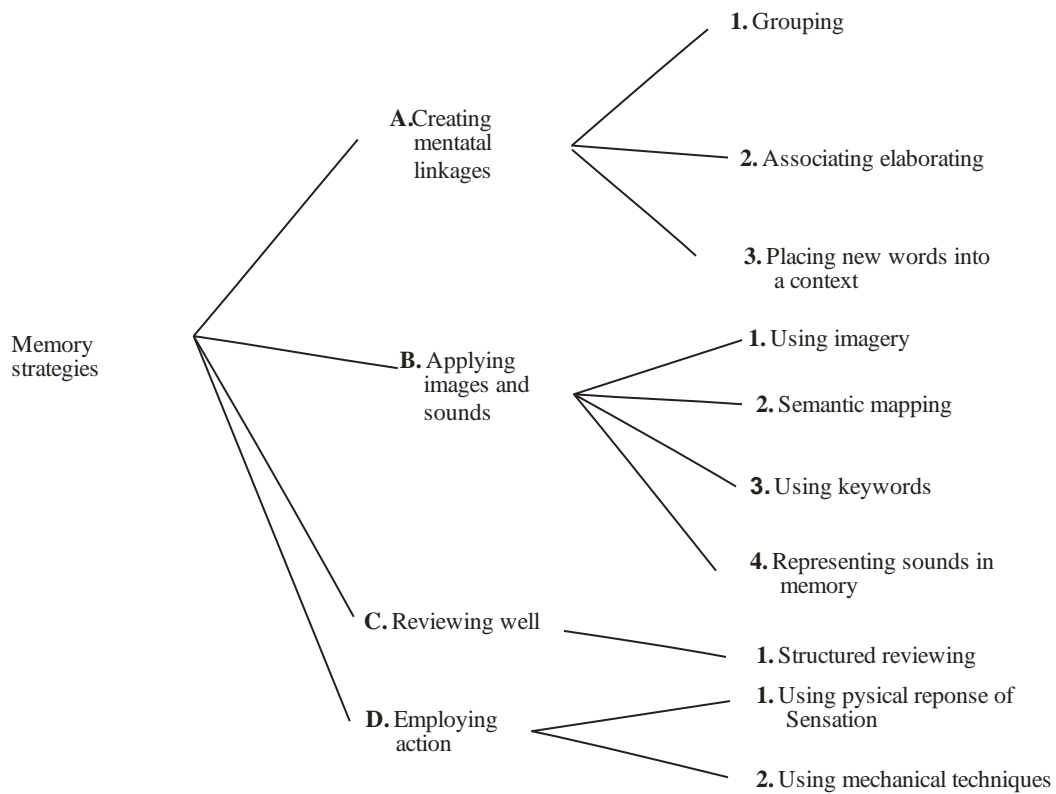 Memory
strategies
A.Creating
mentatal
linkages
1. Grouping
2. Associating elaborating
3. Placing new words into
a context
B. Applying
images and
sounds
1. Using imagery
2. Semantic mapping
3. Using keywords
4. Representing sounds in
memory
C. Reviewing well
1. Structured reviewing
D. Employing
action
1. Using pysical reponse of
Sensation
2. Using mechanical techniques